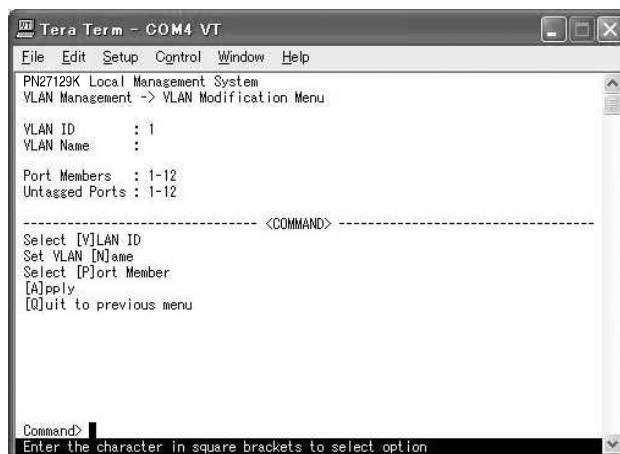 Tera Term - COM4 VT
File Edit Setup Control Window Help
PN27129K Local Management System
VLAN Management -> VLAN Modification Menu
VLAN ID : 1
VLAN Name :
Port Members : 1-12
Untagged Ports : 1-12
--------------------------------- <COMMAND> ------------------------------------
Select [V]LAN ID
Set VLAN [N]ame
Select [P]ort Member
[A]pply
[Q]uit to previous menu
Command>
Enter the character in square brackets to select option